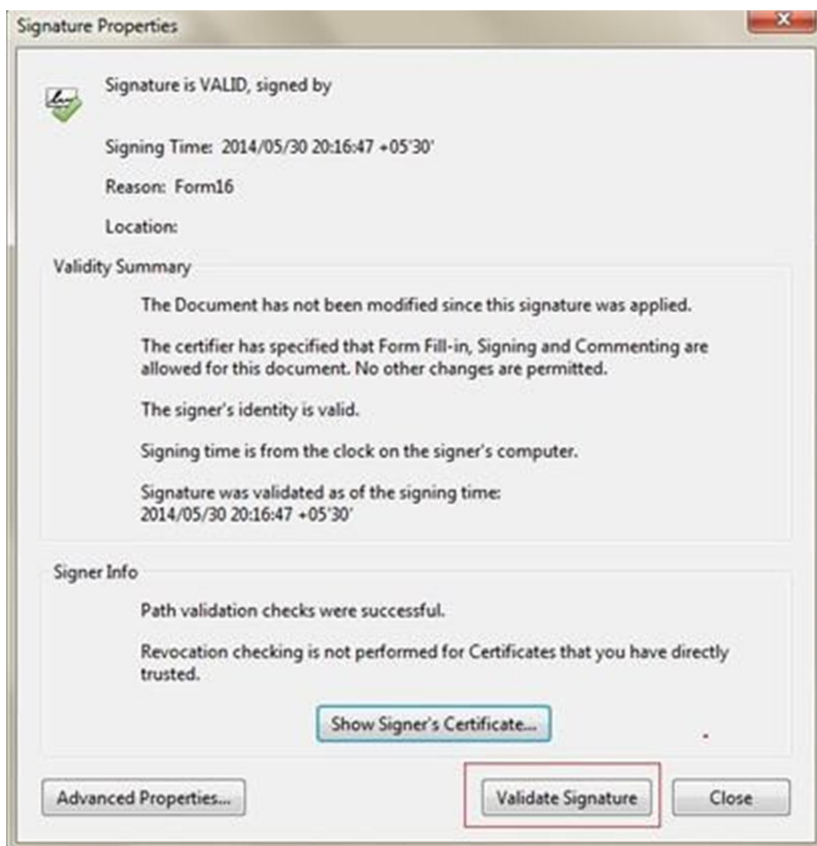 Signature Properties
Signature is VALID, signed by
Signing Time: 2014/05/30 20:16:47 +05'30'
Reason: Form16
Location:
Validity Summary
The Document has not been modified since this signature was applied.
The certifier has specified that Form Fill-in, Signing and Commenting are
allowed for this document. No other changes are permitted.
The signer's identity is valid.
Signing time is from the clock on the signer's computer.
Signature was validated as of the signing time:
2014/05/30 20:16:47 +05'30'
Signer Info
Path validation checks were successful.
Revocation checking is not performed for Certificates that you have directly
trusted.
Show Signer's Certificate...
Advanced Properties...
Validate Signature
Close